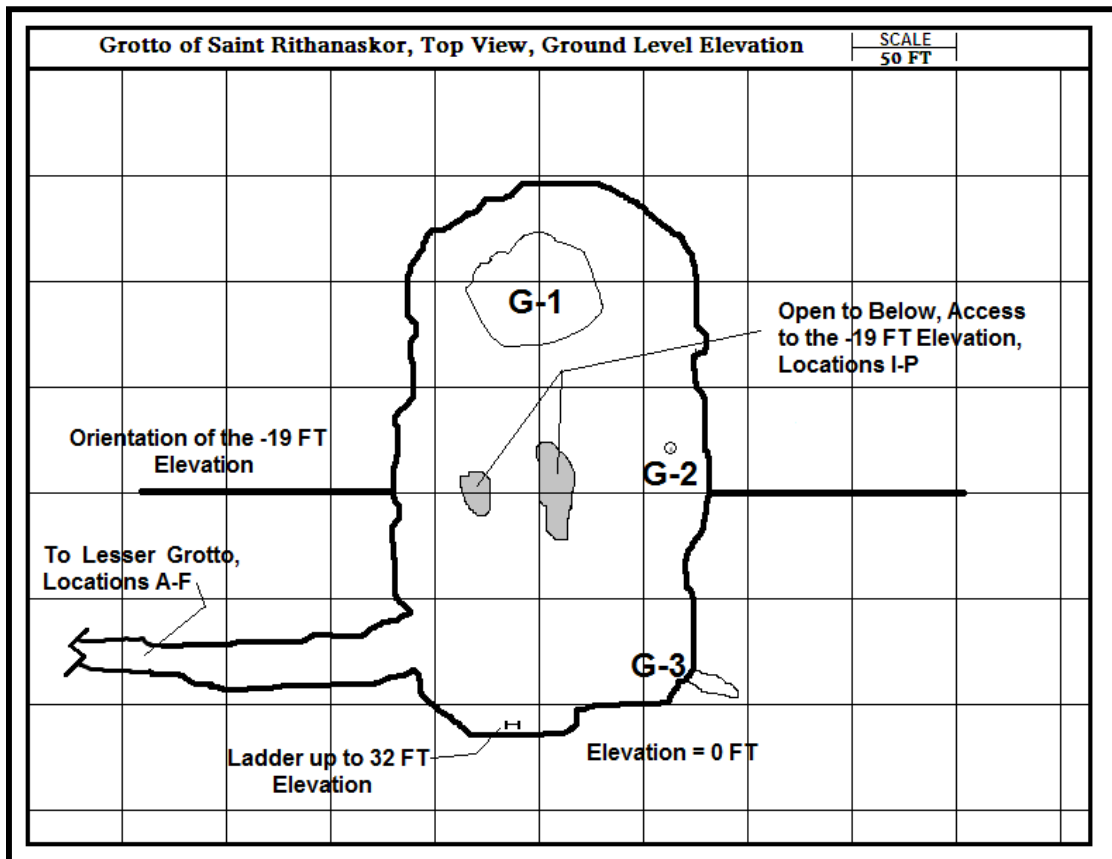 Grotto of Saint Rithanaskor, Top View, Ground Level Elevation
SCALE
50 FT
G-1
Open to Below, Access
to the -19 FT Elevation,
Locations I-P
Orientation of the -19 FT
Elevation
G-2
To Lesser Grotto,
Locations A-F
G-3
Ladder up to 32 FT
Elevation
Elevation = 0 FT